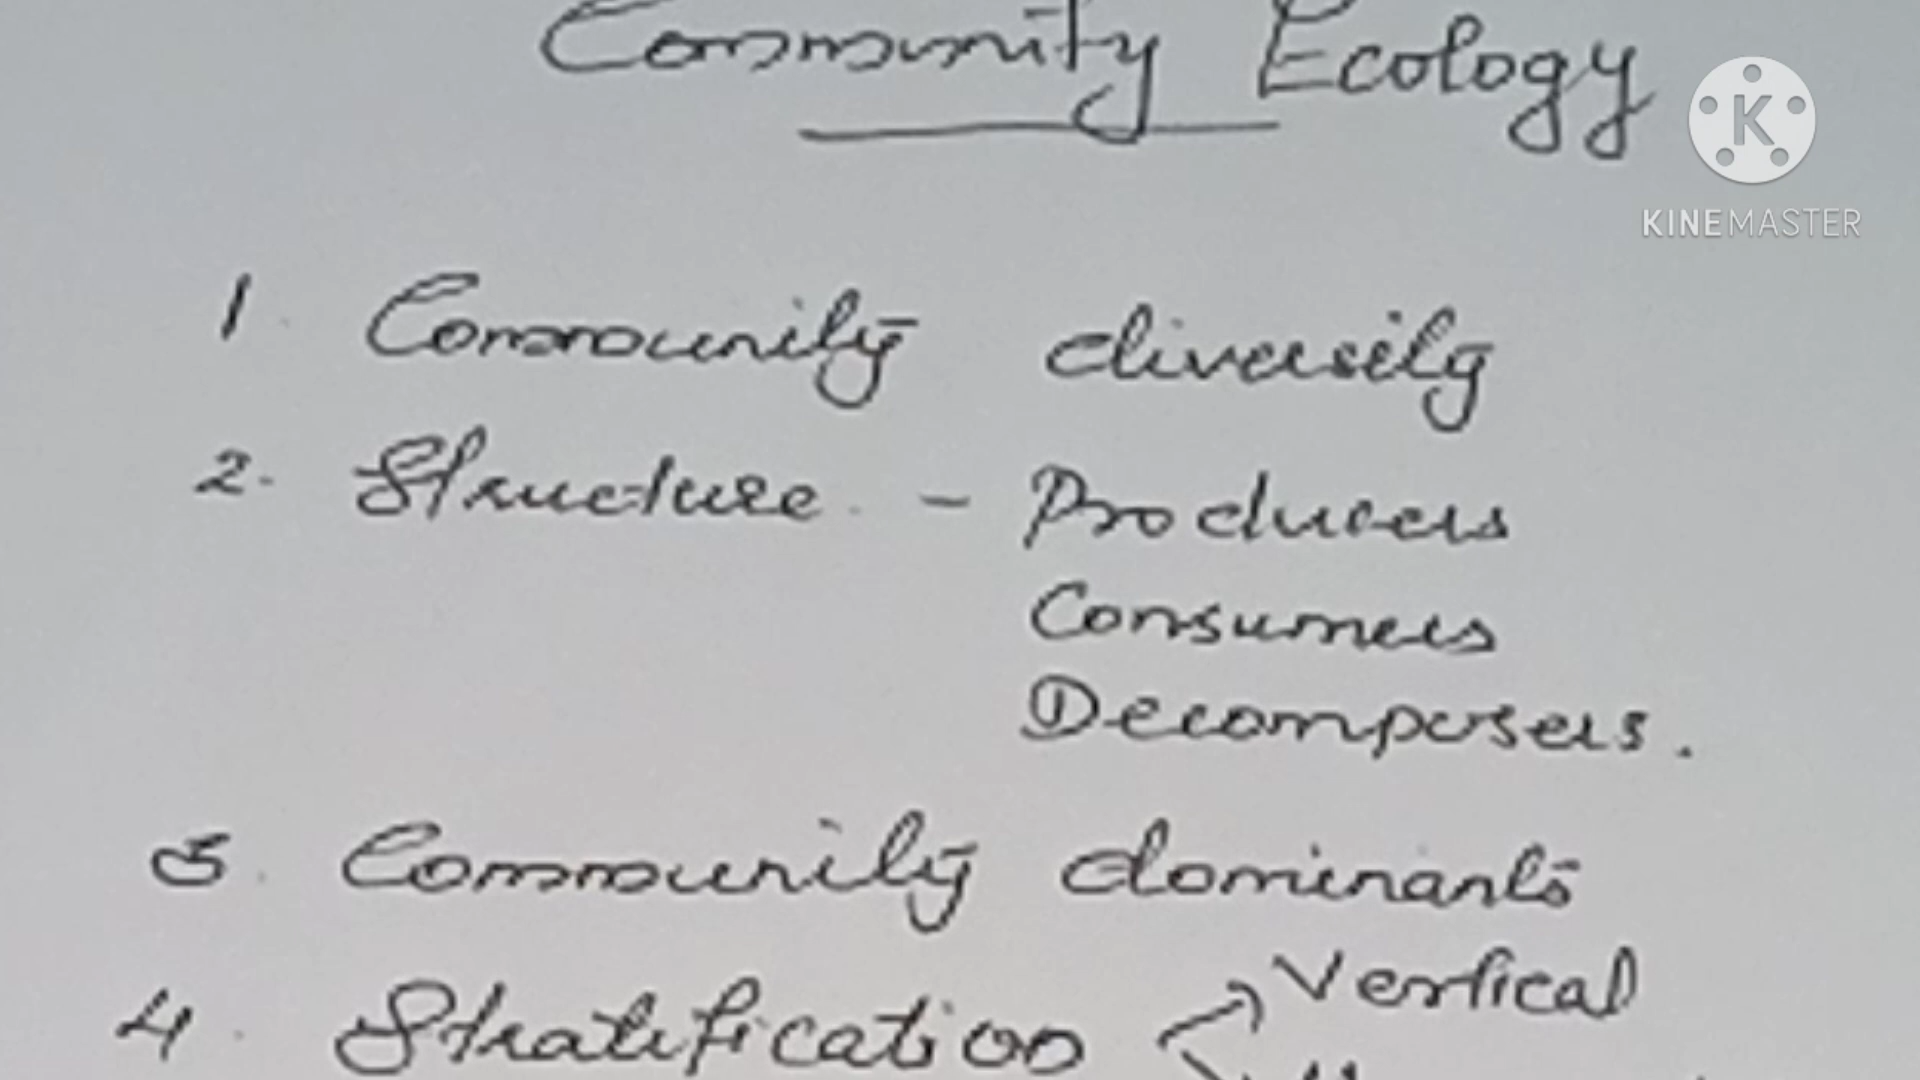 Community Ecology
K
KINEMASTER
1. Community diversity
2. Structure - Producers
Consumers
Decomposers.
3. Community dominants
4. Stratification Vertical